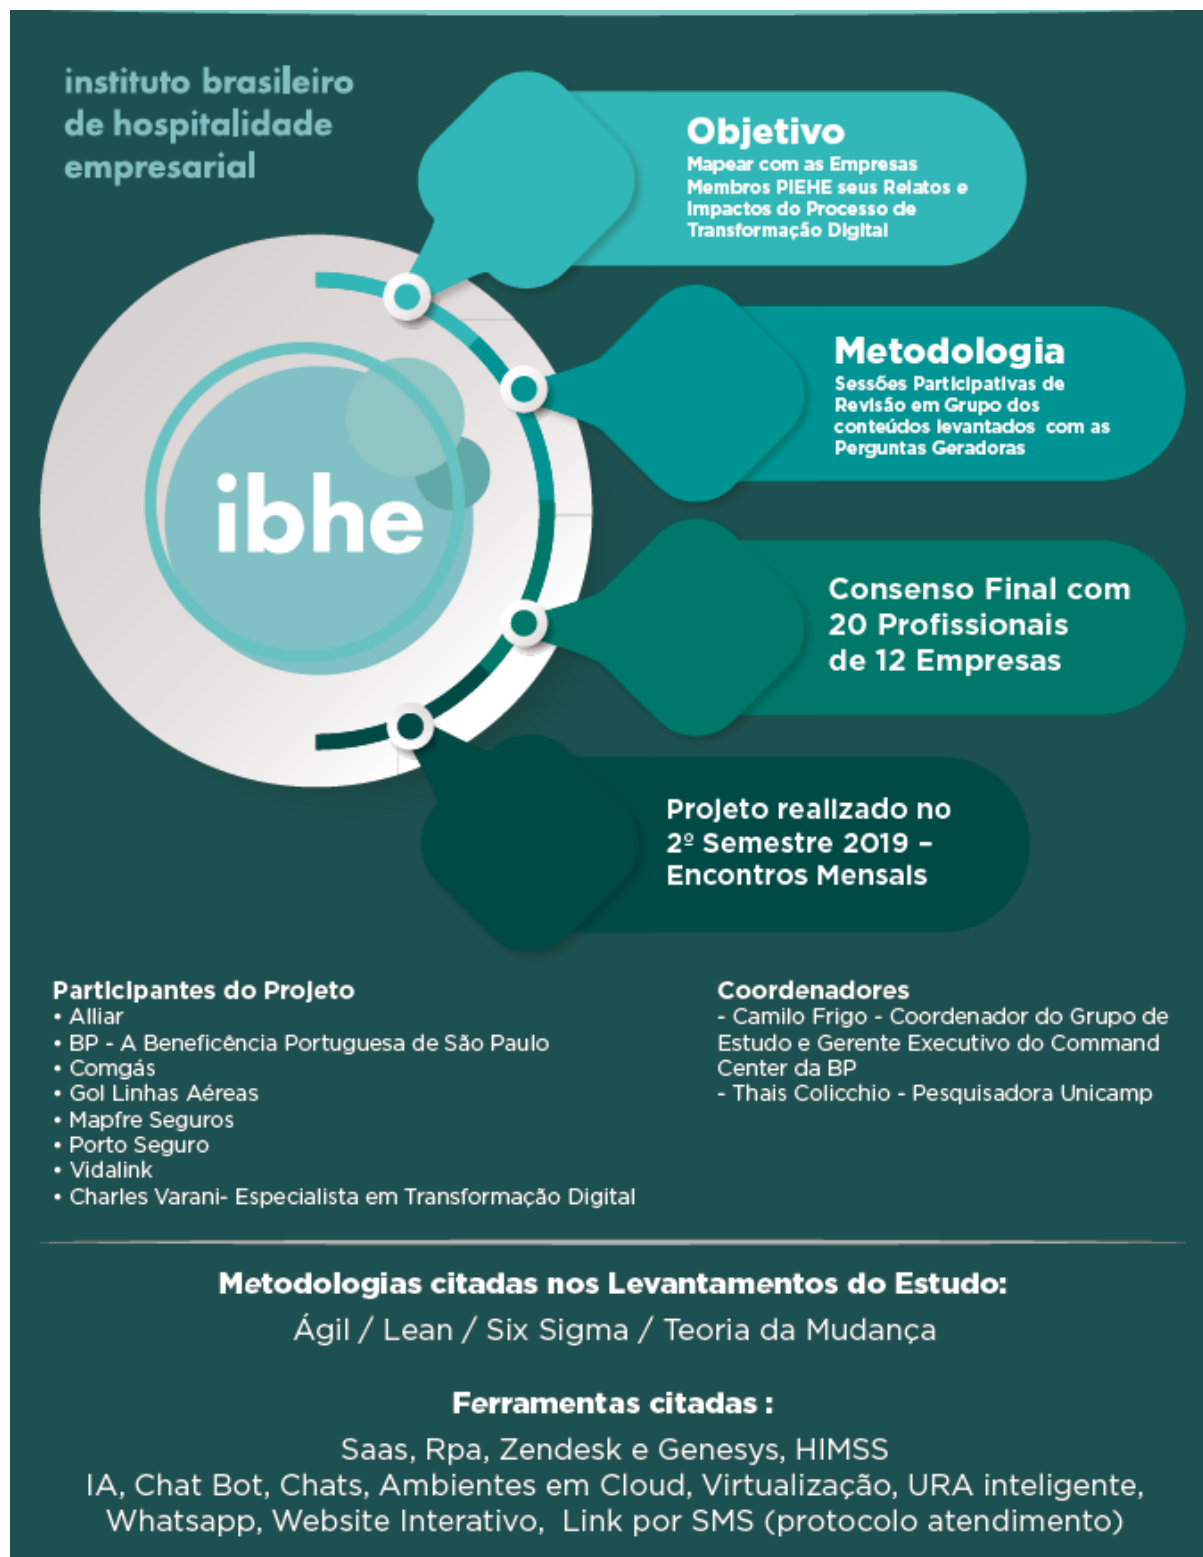 instituto brasileiro
de hospitalidade
empresarial
Objetivo
Mapear com as Empresas
Membros PIEHE seus Relatos e
Impactos do Processo de
Transformação Digital
Metodologia
Sessões Participativas de
Revisão em Grupo dos
conteúdos levantados com as
Perguntas Geradoras
ibhe
Consenso Final com
20 Profissionais
de 12 Empresas
Projeto realizado no
2º Semestre 2019 –
Encontros Mensais
Participantes do Projeto
• Alliar
• BP - A Beneficência Portuguesa de São Paulo
• Comgás
• Gol Linhas Aéreas
• Mapfre Seguros
• Porto Seguro
• Vidalink
• Charles Varani- Especialista em Transformação Digital
Coordenadores
- Camilo Frigo - Coordenador do Grupo de
Estudo e Gerente Executivo do Command
Center da BP
- Thais Colicchio - Pesquisadora Unicamp
Metodologias citadas nos Levantamentos do Estudo:
Ágil / Lean / Six Sigma / Teoria da Mudança
Ferramentas citadas :
Saas, Rpa, Zendesk e Genesys, HIMSS
IA, Chat Bot, Chats, Ambientes em Cloud, Virtualização, URA inteligente,
Whatsapp, Website Interativo, Link por SMS (protocolo atendimento)